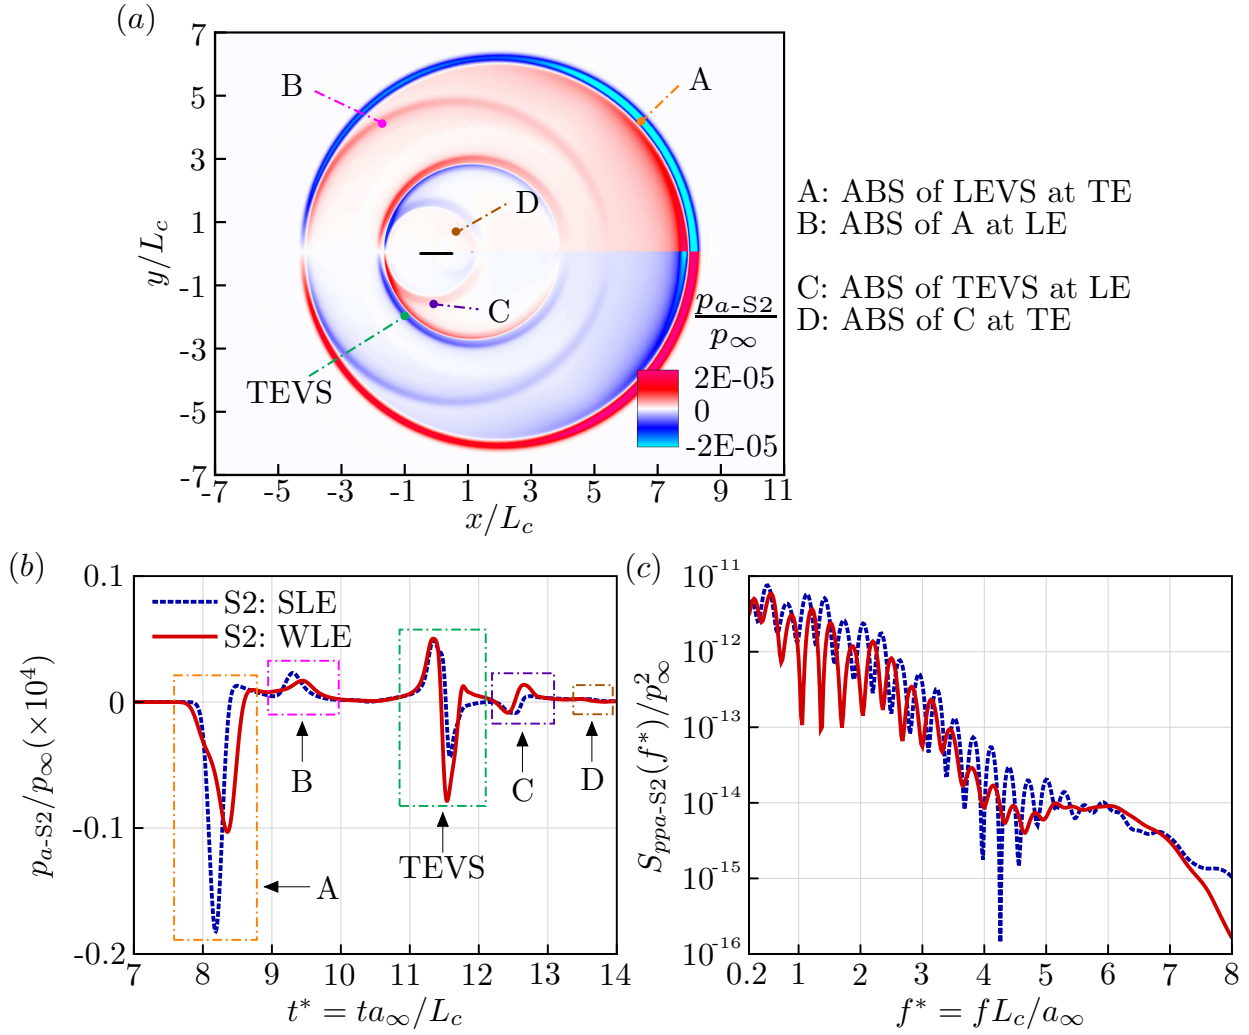 (a)
7
5
3
1
-1
-3
-5
-7
y/L_c
B
A
D
C
TEVS
p_{a-S2}
p_∞
2E-05
0
-2E-05
-7 -5 -3 -1 1 3 5 7 9 11
x/L_c
A: ABS of LEVS at TE
B: ABS of A at LE
C: ABS of TEVS at LE
D: ABS of C at TE
(b)
0.1
0
-0.1
-0.2
p_{a-S2}/p_∞(×10^4)
S2: SLE
S2: WLE
B
C
D
TEVS
A
7 8 9 10 11 12 13 14
t^* = ta_∞/L_c
(c)
10^{-11}
10^{-12}
10^{-13}
10^{-14}
10^{-15}
10^{-16}
S_{ppa-S2}(f^*)/p_∞^2
0.2 1 2 3 4 5 6 7 8
f^* = fL_c/a_∞